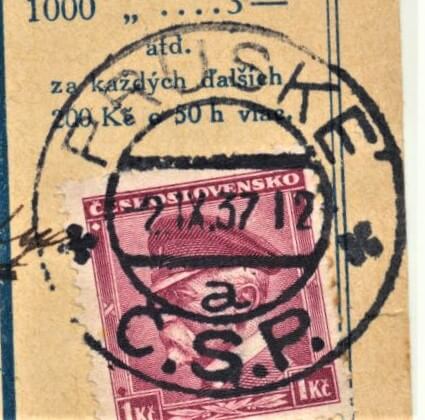 1000 „ ....3—
atd.
za každých ďalších
200 Kč o 50 h viac.
PRUSKÉ
ČESKOSLOVENSKO
2.IX.37 12
a
Č.S.P.
1 Kč 1 Kč